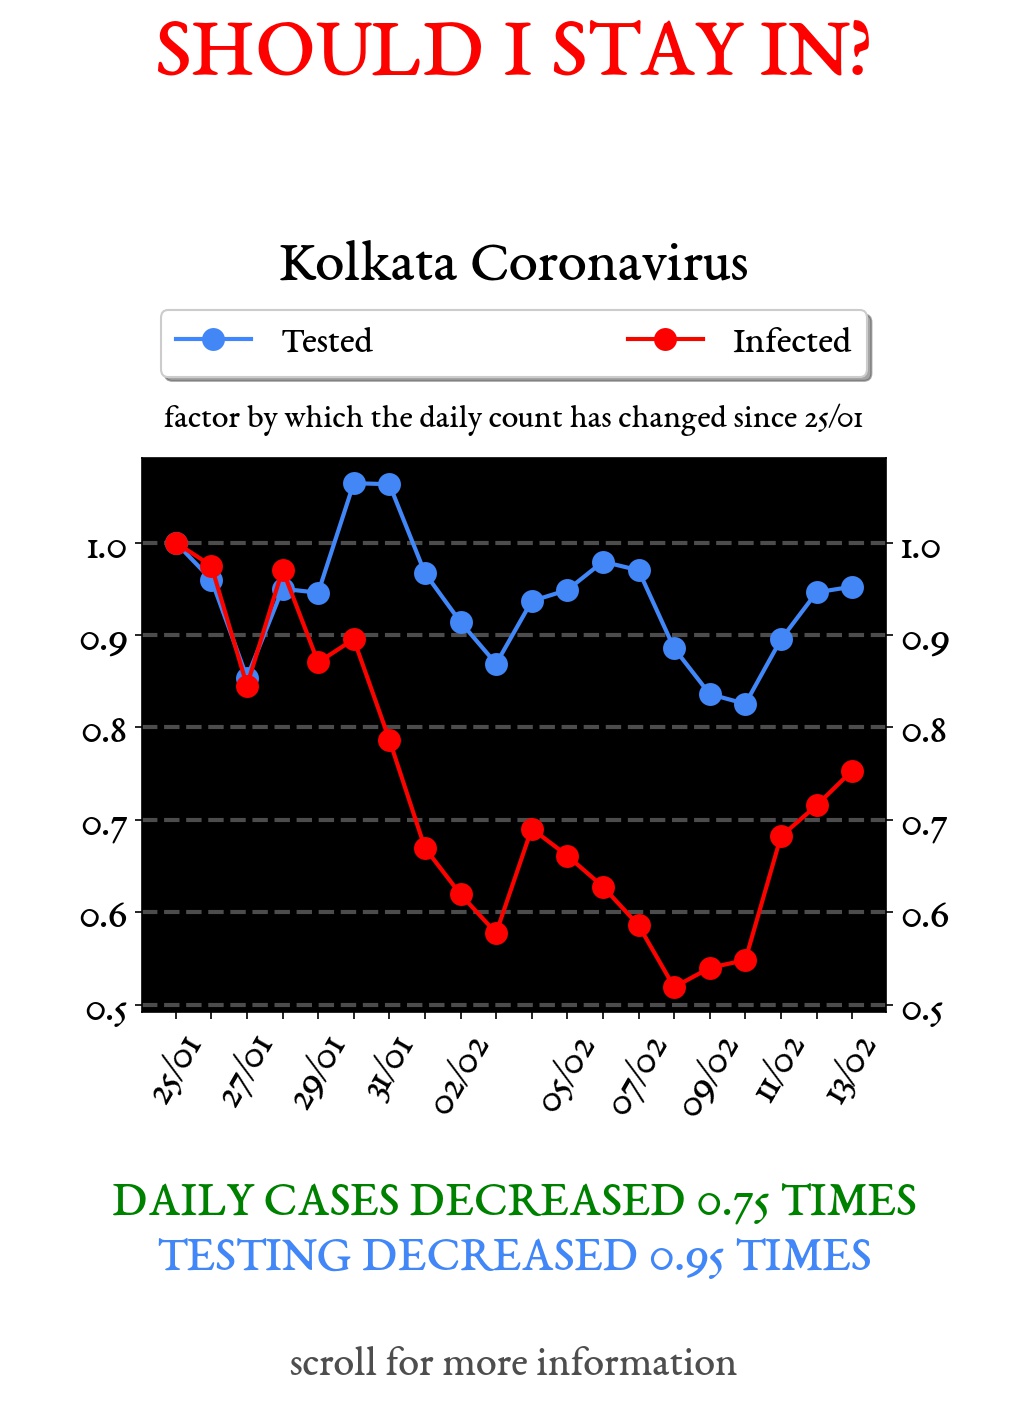 SHOULD I STAY IN?
Kolkata Coronavirus
Tested Infected
factor by which the daily count has changed since 25/01
1.0 1.0
0.9 0.9
0.8 0.8
0.7 0.7
0.6 0.6
0.5 0.5
25/01 27/01 29/01 31/01 02/02 05/02 07/02 09/02 11/02 13/02
DAILY CASES DECREASED 0.75 TIMES
TESTING DECREASED 0.95 TIMES
scroll for more information